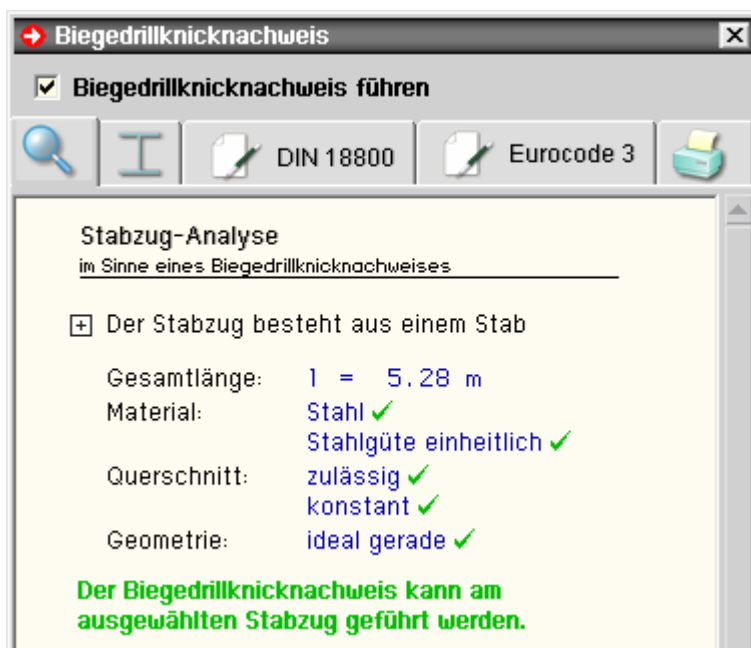 Biegedrillknicknachweis
Biegedrillknicknachweis führen
DIN 18800
Eurocode 3
Stabzug-Analyse
im Sinne eines Biegedrillknicknachweises
Der Stabzug besteht aus einem Stab
Gesamtlänge: l = 5.28 m
Material: Stahl ✓
Stahlgüte einheitlich ✓
Querschnitt: zulässig ✓
konstant ✓
Geometrie: ideal gerade ✓
Der Biegedrillknicknachweis kann am
ausgewählten Stabzug geführt werden.